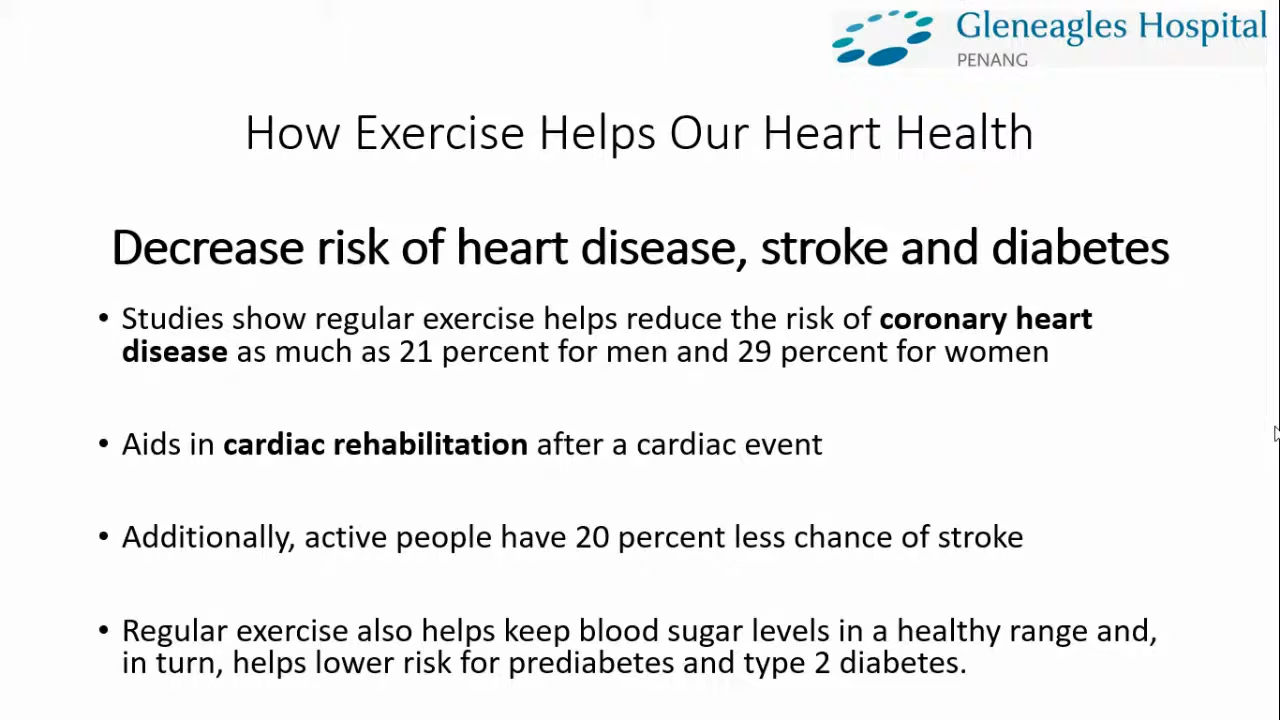 Gleneagles Hospital
PENANG
How Exercise Helps Our Heart Health
Decrease risk of heart disease, stroke and diabetes
• Studies show regular exercise helps reduce the risk of coronary heart
disease as much as 21 percent for men and 29 percent for women
• Aids in cardiac rehabilitation after a cardiac event
• Additionally, active people have 20 percent less chance of stroke
• Regular exercise also helps keep blood sugar levels in a healthy range and,
in turn, helps lower risk for prediabetes and type 2 diabetes.